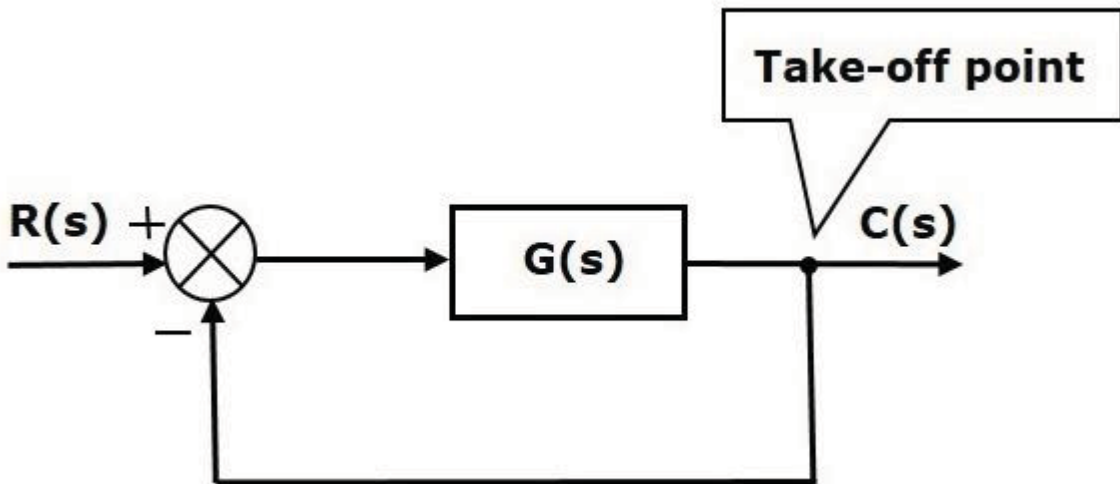 Take-off point
R(s) +
G(s)
C(s)
−